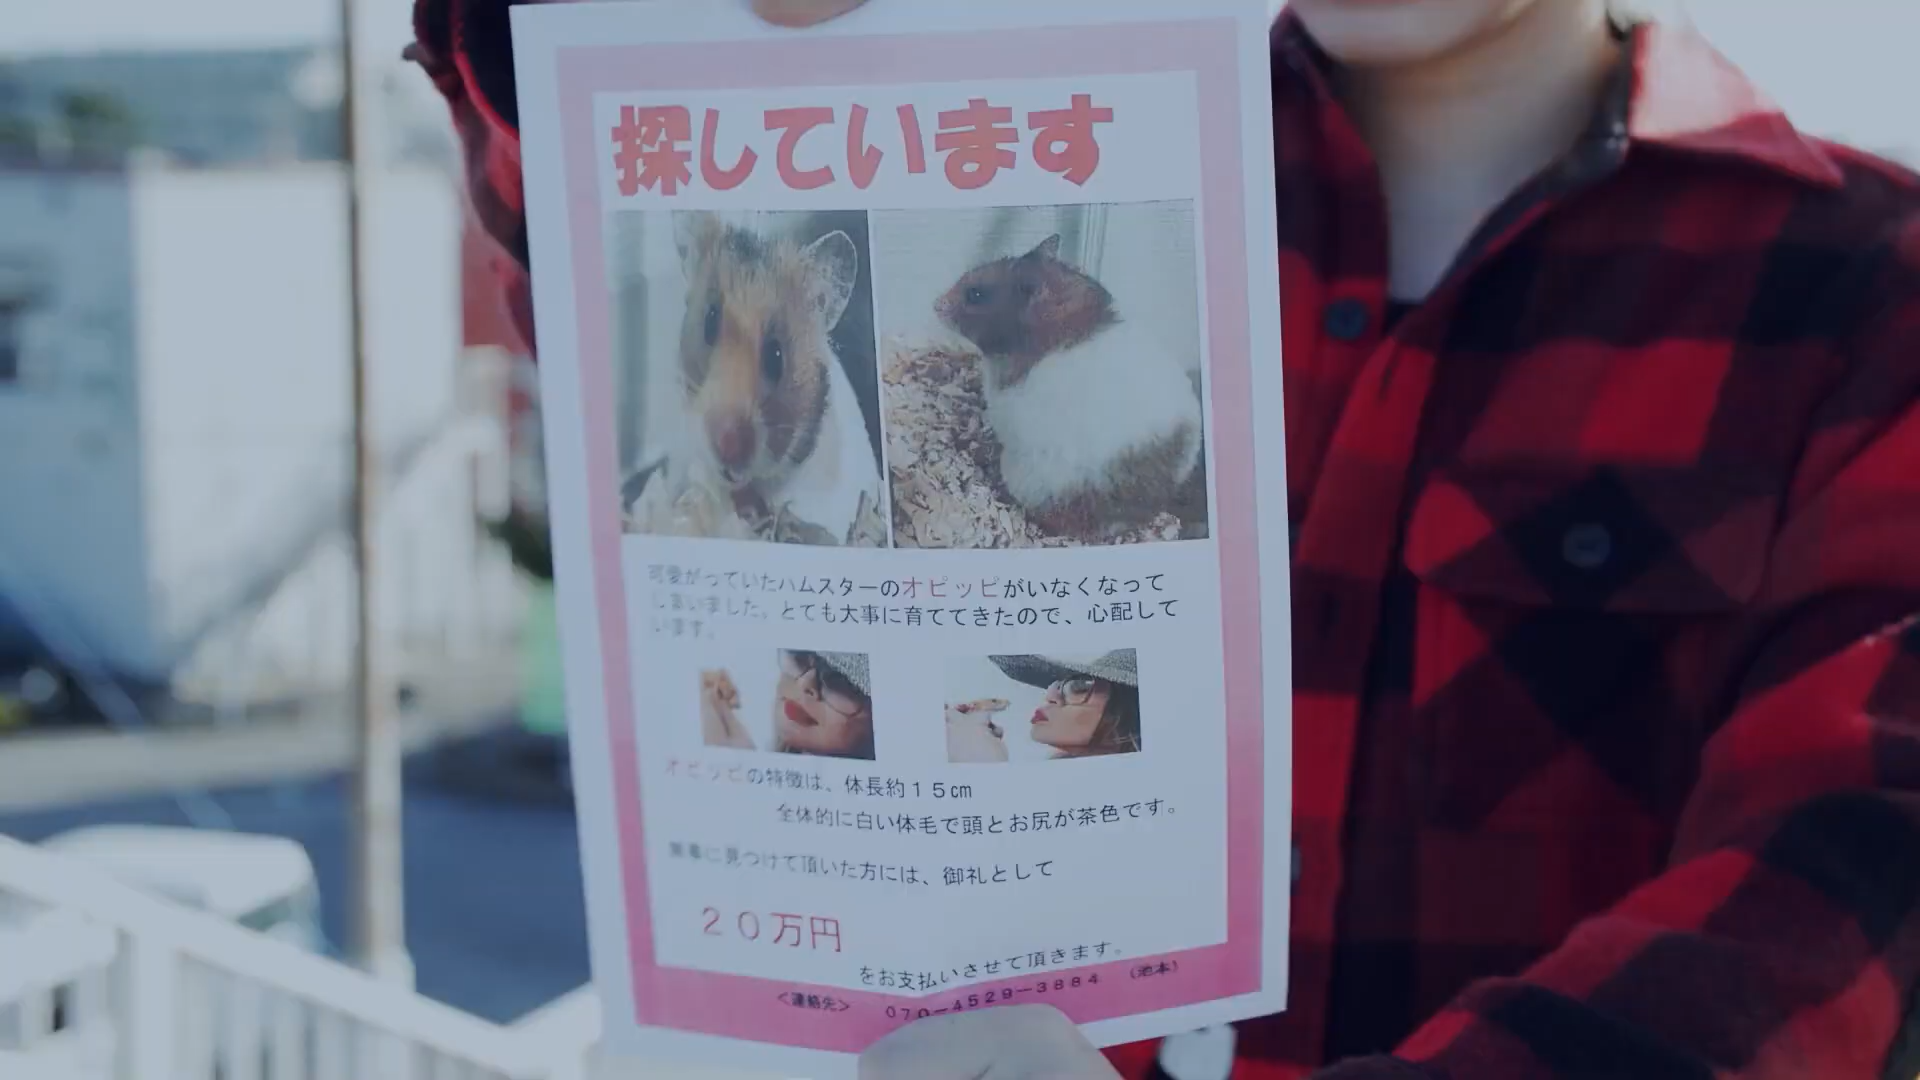 探しています
可愛がっていたハムスターのオピッピがいなくなって
しまいました。とても大事に育ててきたので、心配して
います。
オピッピの特徴は、体長約１５㎝
全体的に白い体毛で頭とお尻が茶色です。
無事に見つけて頂いた方には、御礼として
２０万円
をお支払いさせて頂きます。
＜連絡先＞ ０７０－４５２９－３８８４ （池本）